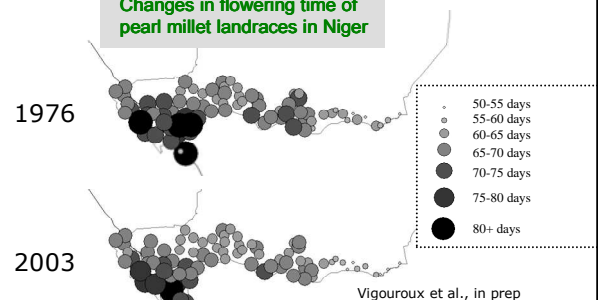 Changes in flowering time of
pearl millet landraces in Niger
1976
50-55 days
55-60 days
60-65 days
65-70 days
70-75 days
75-80 days
80+ days
2003
Vigouroux et al., in prep